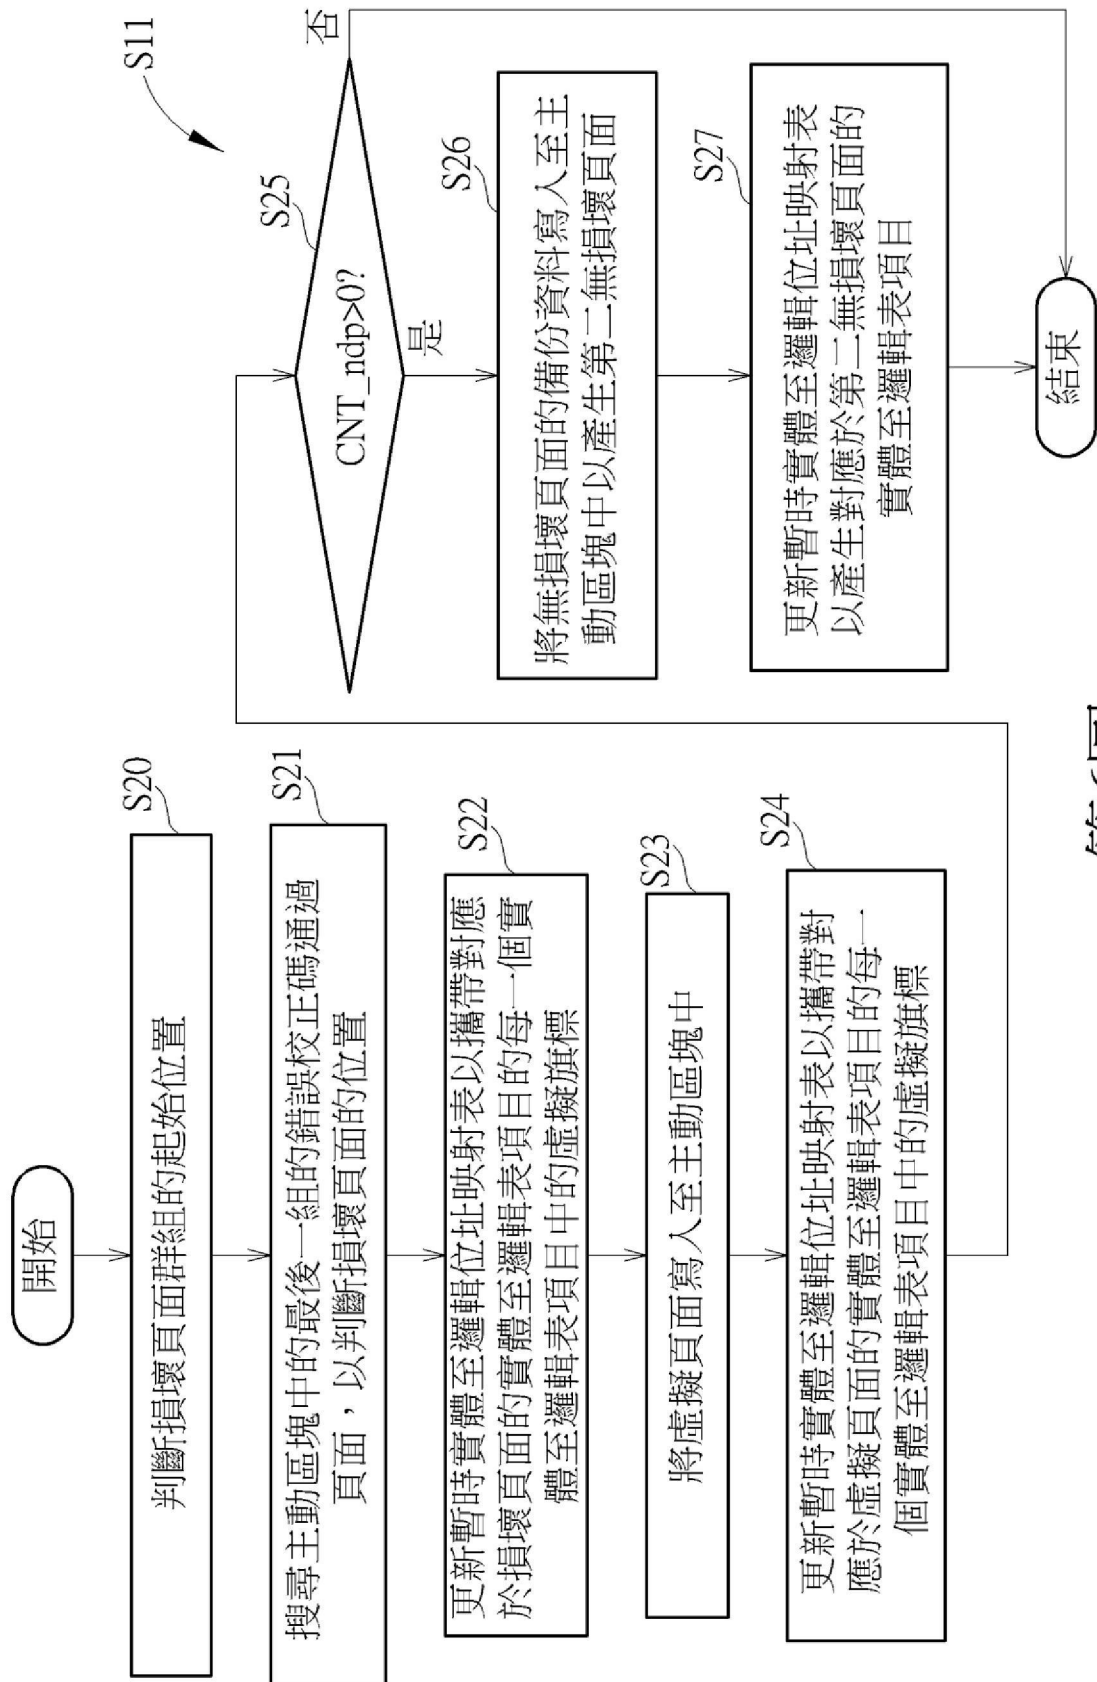 S11
開始
S20
判斷損壞頁面群組的起始位置
S21
搜尋主動區塊中的最後一組的錯誤校正碼通過
頁面，以判斷損壞頁面的位置
S22
更新暫時實體至邏輯位址映射表以攜帶對應
於損壞頁面的實體至邏輯表項目的每一個實
體至邏輯表項目中的虛擬旗標
S23
將虛擬頁面寫入至主動區塊中
S24
更新暫時實體至邏輯位址映射表以攜帶對
應於虛擬頁面的實體至邏輯表項目的每一
個實體至邏輯表項目中的虛擬旗標
S25
CNT_ndp>0?
否
是
S26
將無損壞頁面的備份資料寫入至主
動區塊中以產生第二無損壞頁面
S27
更新暫時實體至邏輯位址映射表
以產生對應於第二無損壞頁面的
實體至邏輯表項目
結束